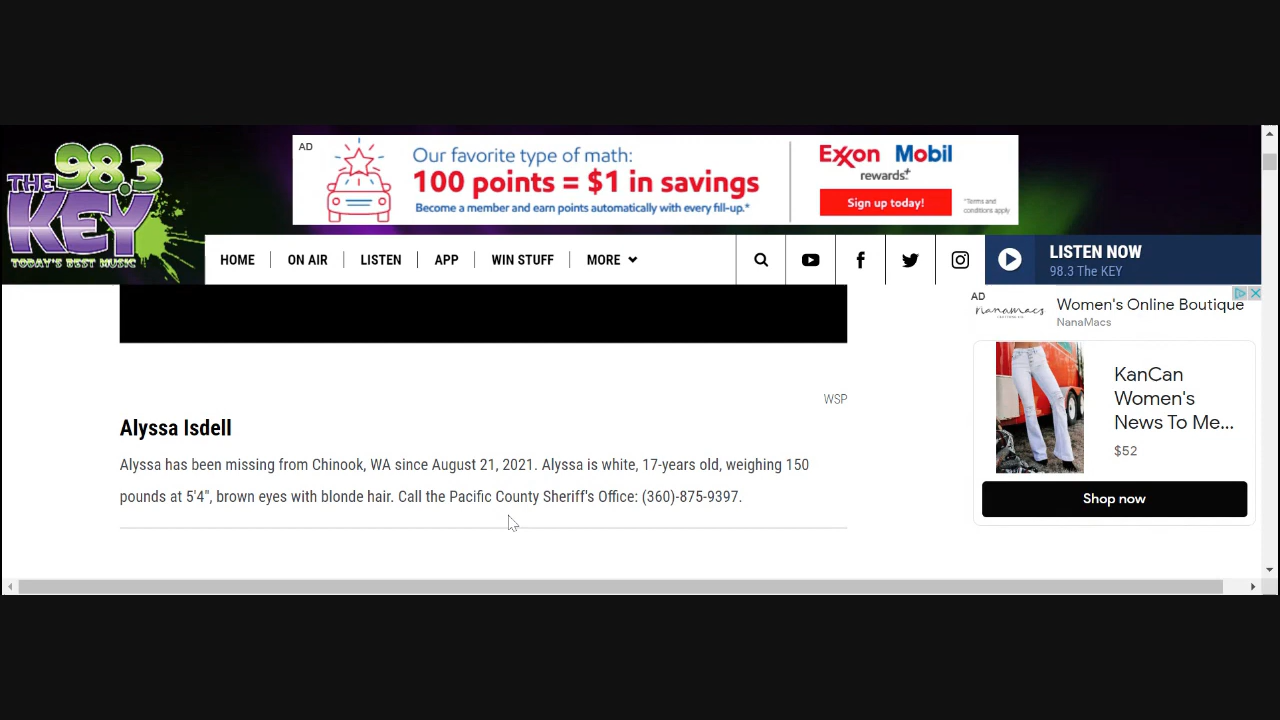 THE 98.3
KEY
TODAY'S BEST MUSIC
AD
Our favorite type of math:
100 points = $1 in savings
Become a member and earn points automatically with every fill-up.*
Exxon Mobil
rewards+
Sign up today!
*Terms and
conditions apply
HOME
ON AIR
LISTEN
APP
WIN STUFF
MORE
LISTEN NOW
98.3 The KEY
WSP
Alyssa Isdell
Alyssa has been missing from Chinook, WA since August 21, 2021. Alyssa is white, 17-years old, weighing 150
pounds at 5'4", brown eyes with blonde hair. Call the Pacific County Sheriff's Office: (360)-875-9397.
AD
nanamacs
Women's Online Boutique
NanaMacs
KanCan
Women's
News To Me...
$52
Shop now